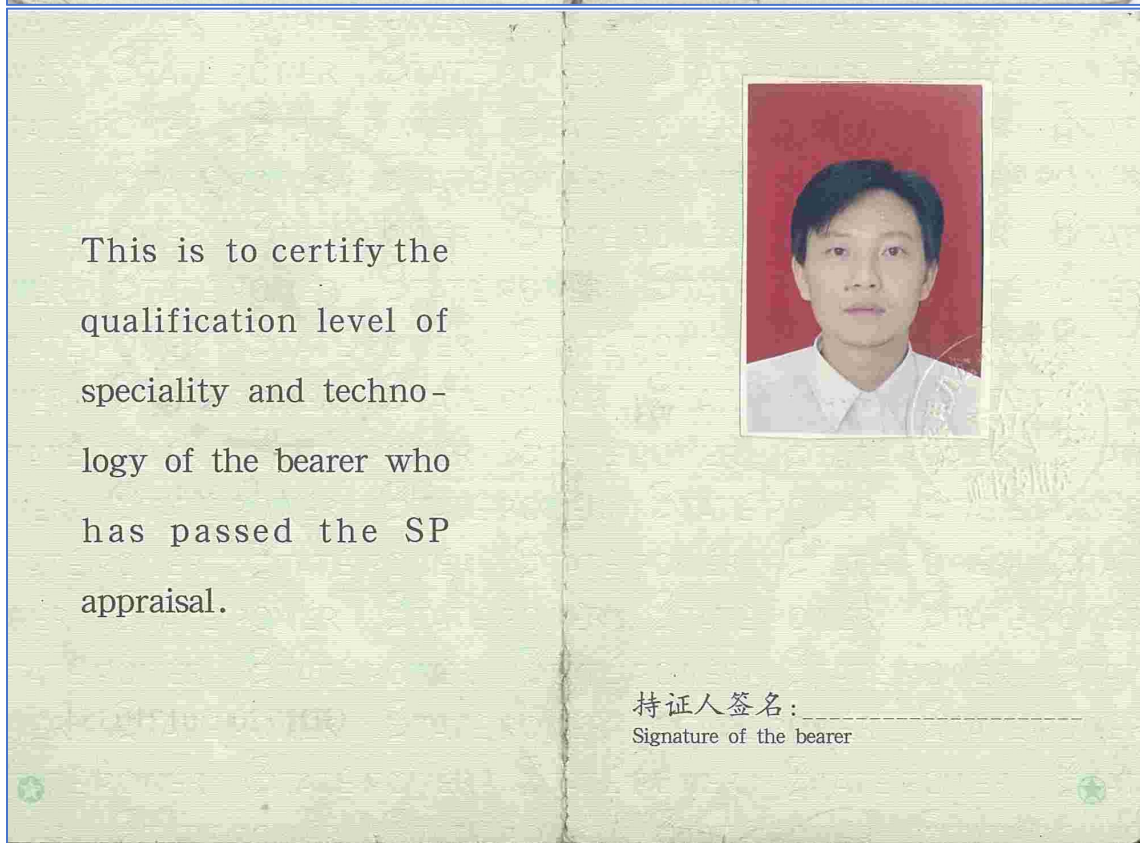 This is to certify the
qualification level of
speciality and techno-
logy of the bearer who
has passed the SP
appraisal.
持证人签名:
Signature of the bearer